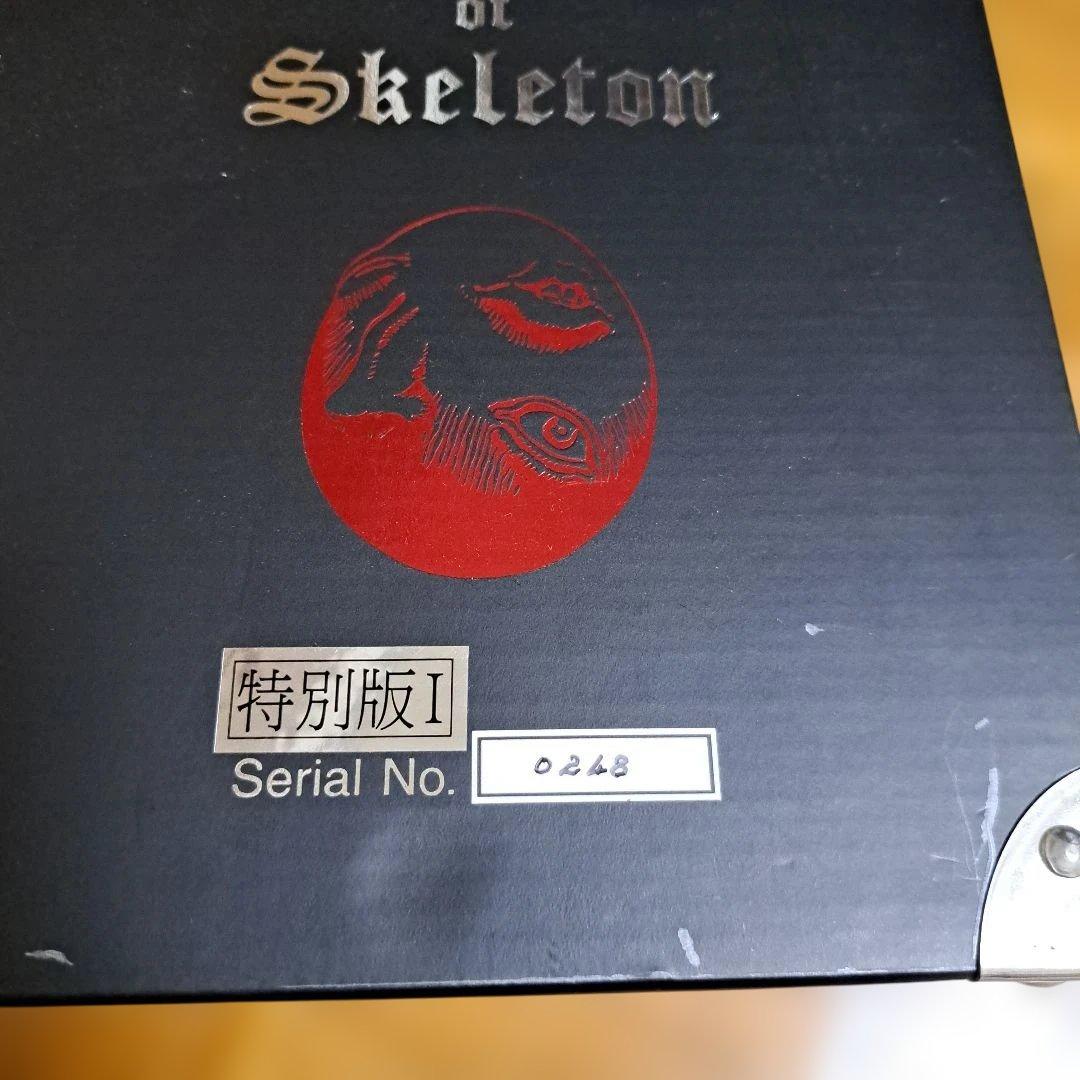 of
Skeleton
特別版I
Serial No. 0248